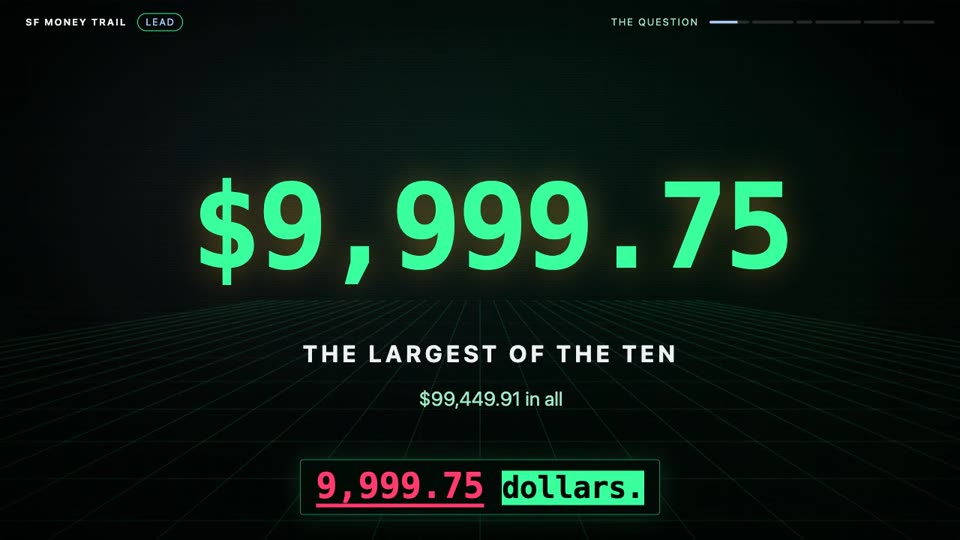 SF MONEY TRAIL LEAD
THE QUESTION
$9,999.75
THE LARGEST OF THE TEN
$99,449.91 in all
9,999.75 dollars.